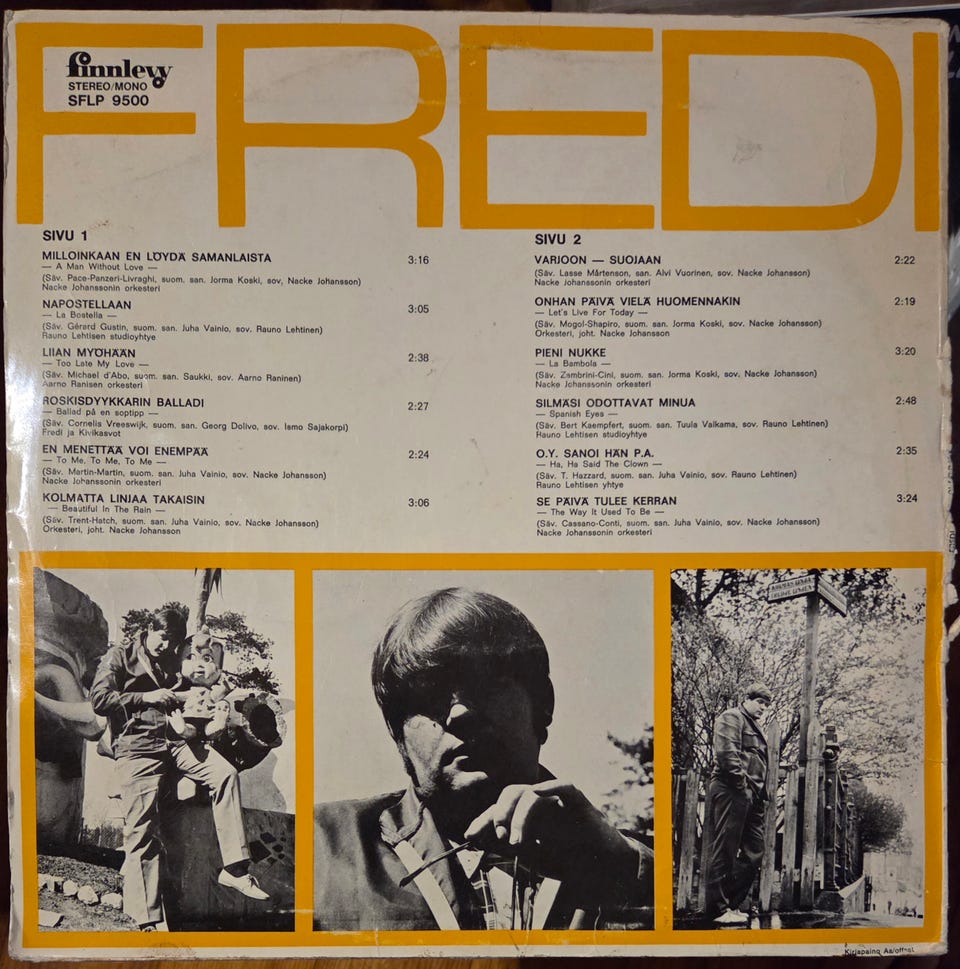 FREDI
finnlevy
STEREO/MONO
SFLP 9500
SIVU 1
MILLOINKAAN EN LÖYDÄ SAMANLAISTA 3:16
— A Man Without Love —
(Säv. Pace-Panzeri-Livraghi, suom. san. Jorma Koski, sov, Nacke Johansson)
Nacke Johanssonin orkesteri
NAPOSTELLAAN 3:05
— La Bostella —
(Säv. Gérard Gustin, suom. san. Juha Vainio, sov. Rauno Lehtinen)
Rauno Lehtisen studioyhtye
LIIAN MYÖHÄÄN 2:38
— Too Late My Love —
(Säv. Michael d'Abo, suom. san. Saukki, sov. Aarno Raninen)
Aarno Ranisen orkesteri
ROSKISDYYKKARIN BALLADI 2:27
— Ballad på en soptipp —
(Säv. Cornelis Vreeswijk, suom. san. Georg Dolivo, sov. Ismo Sajakorpi)
Fredi ja Kivikasvot
EN MENETTÄÄ VOI ENEMPÄÄ 2:24
— To Me, To Me, To Me —
(Säv. Martin-Martin, suom. san. Juha Vainio, sov. Nacke Johansson)
Nacke Johanssonin orkesteri
KOLMATTA LINJAA TAKAISIN 3:06
— Beautiful In The Rain —
(Säv. Trent-Hatch, suom. san. Juha Vainio, sov. Nacke Johansson)
Orkesteri, joht. Nacke Johansson
SIVU 2
VARJOON — SUOJAAN 2:22
(Säv. Lasse Mårtenson, san. Alvi Vuorinen, sov. Nacke Johansson)
Nacke Johanssonin orkesteri
ONHAN PÄIVÄ VIELÄ HUOMENNAKIN 2:19
— Let's Live For Today —
(Säv. Mogol-Shapiro, suom. san. Jorma Koski, sov. Nacke Johansson)
Orkesteri, joht. Nacke Johansson
PIENI NUKKE 3:20
— La Bambola —
(Säv. Zambrini-Cini, suom. san. Jorma Koski, sov, Nacke Johansson)
Nacke Johanssonin orkesteri
SILMÄSI ODOTTAVAT MINUA 2:48
— Spanish Eyes —
(Säv. Bert Kaempfert, suom. san. Tuula Valkama, sov, Rauno Lehtinen)
Rauno Lehtisen studioyhtye
O.Y. SANOI HÄN P.A. 2:35
— Ha, Ha Said The Clown —
(Säv. T. Hazzard, suom. san. Juha Vainio, sov. Rauno Lehtinen)
Rauno Lehtisen yhtye
SE PÄIVÄ TULEE KERRAN 3:24
— The Way It Used To Be —
(Säv. Cassano-Conti, suom. san. Juha Vainio, sov. Nacke Johansson)
Nacke Johanssonin orkesteri
KOLMAS LINJA
Kirjapaino Aa/offset